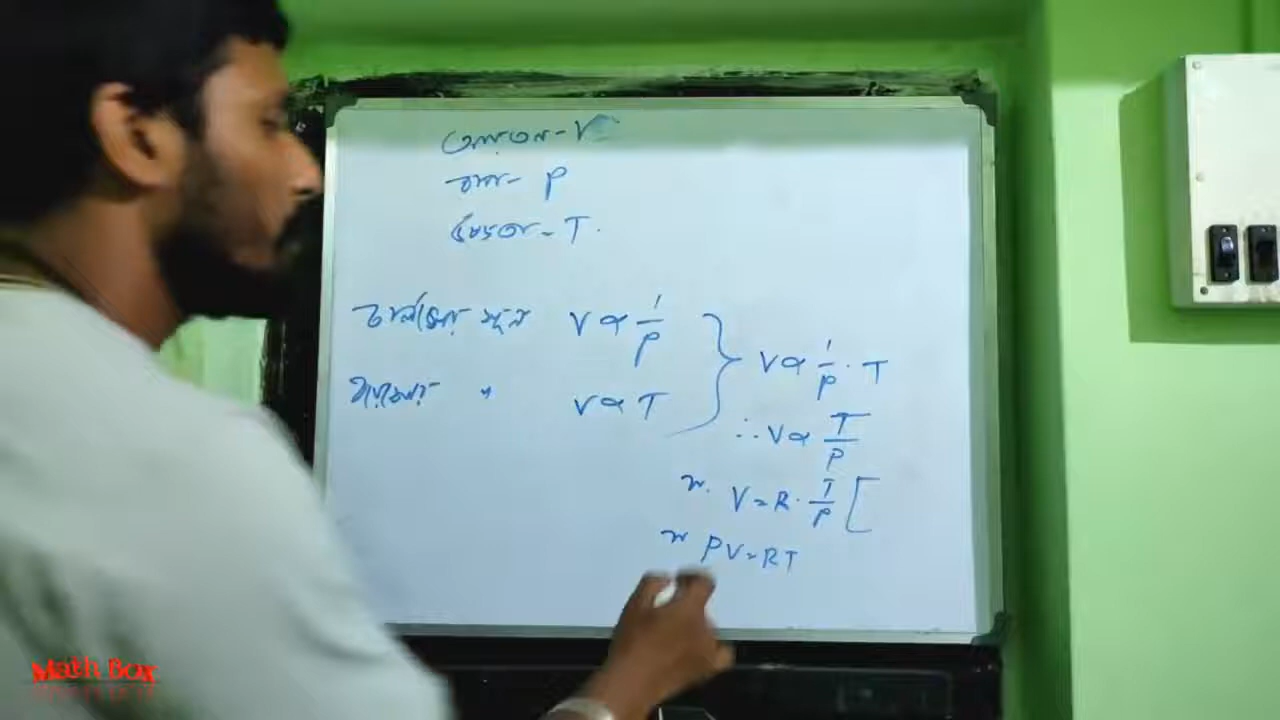 আয়তন - V
চাপ - P
উষ্ণতা - T.
চার্লসের সূত্র V ∝ 1/P
বয়েলের " V ∝ T
V ∝ 1/P · T
∴ V ∝ T/P
বা. V = R · T/P [
বা PV = RT
Math Box